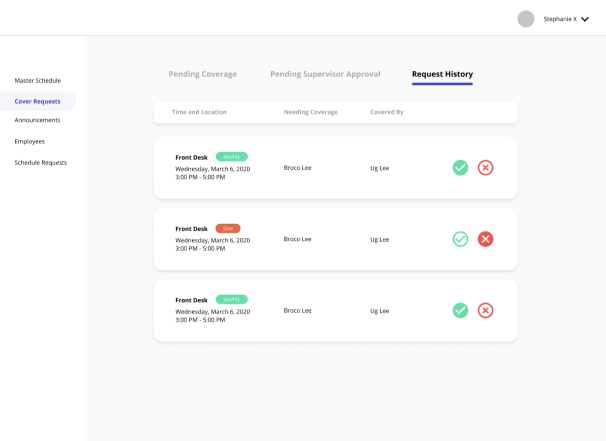 Stephanie X
Master Schedule
Cover Requests
Announcements
Employees
Schedule Requests
Pending Coverage
Pending Supervisor Approval
Request History
Time and Location
Needing Coverage
Covered By
Front Desk
Wednesday, March 6, 2020
3:00 PM - 5:00 PM
Broco Lee
Ug Lee
Front Desk
Due
Wednesday, March 6, 2020
3:00 PM - 5:00 PM
Broco Lee
Ug Lee
Front Desk
Wednesday, March 6, 2020
3:00 PM - 5:00 PM
Broco Lee
Ug Lee